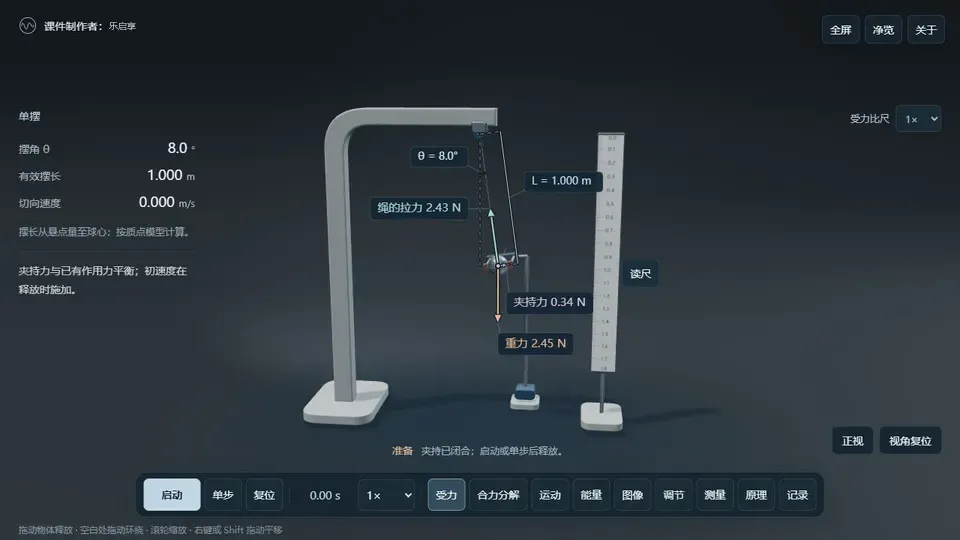 课件制作者：乐启享
全屏 净览 关于
单摆
摆角 θ 8.0 °
有效摆长 1.000 m
切向速度 0.000 m/s
摆长从悬点量至球心；按质点模型计算。
夹持力与已有作用力平衡；初速度在
释放时施加。
受力比尺 1×
θ = 8.0°
L = 1.000 m
绳的拉力 2.43 N
读尺
夹持力 0.34 N
重力 2.45 N
正视 视角复位
准备 夹持已闭合；启动或单步后释放。
启动 单步 复位 0.00 s 1× 受力 合力分解 运动 能量 图像 调节 测量 原理 记录
拖动物体释放 · 空白处拖动环绕 · 滚轮缩放 · 右键或 Shift 拖动平移